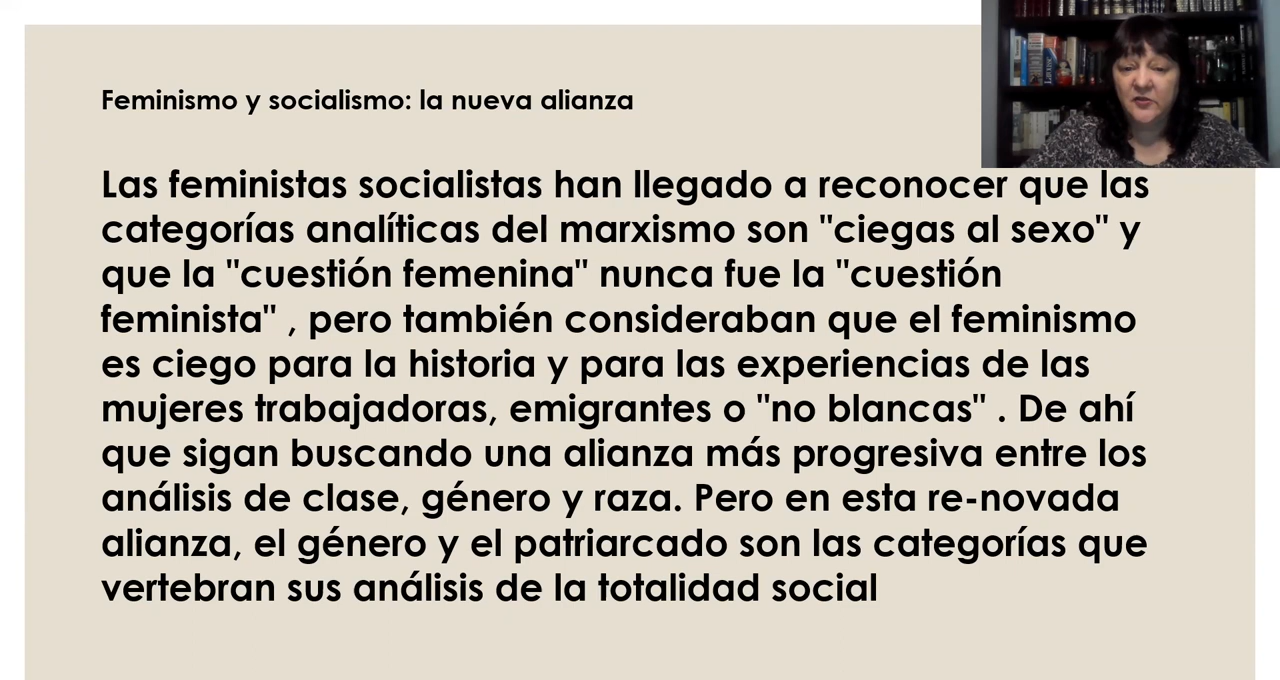 Feminismo y socialismo: la nueva alianza
Las feministas socialistas han llegado a reconocer que las
categorías analíticas del marxismo son "ciegas al sexo" y
que la "cuestión femenina" nunca fue la "cuestión
feminista" , pero también consideraban que el feminismo
es ciego para la historia y para las experiencias de las
mujeres trabajadoras, emigrantes o "no blancas" . De ahí
que sigan buscando una alianza más progresiva entre los
análisis de clase, género y raza. Pero en esta re-novada
alianza, el género y el patriarcado son las categorías que
vertebran sus análisis de la totalidad social